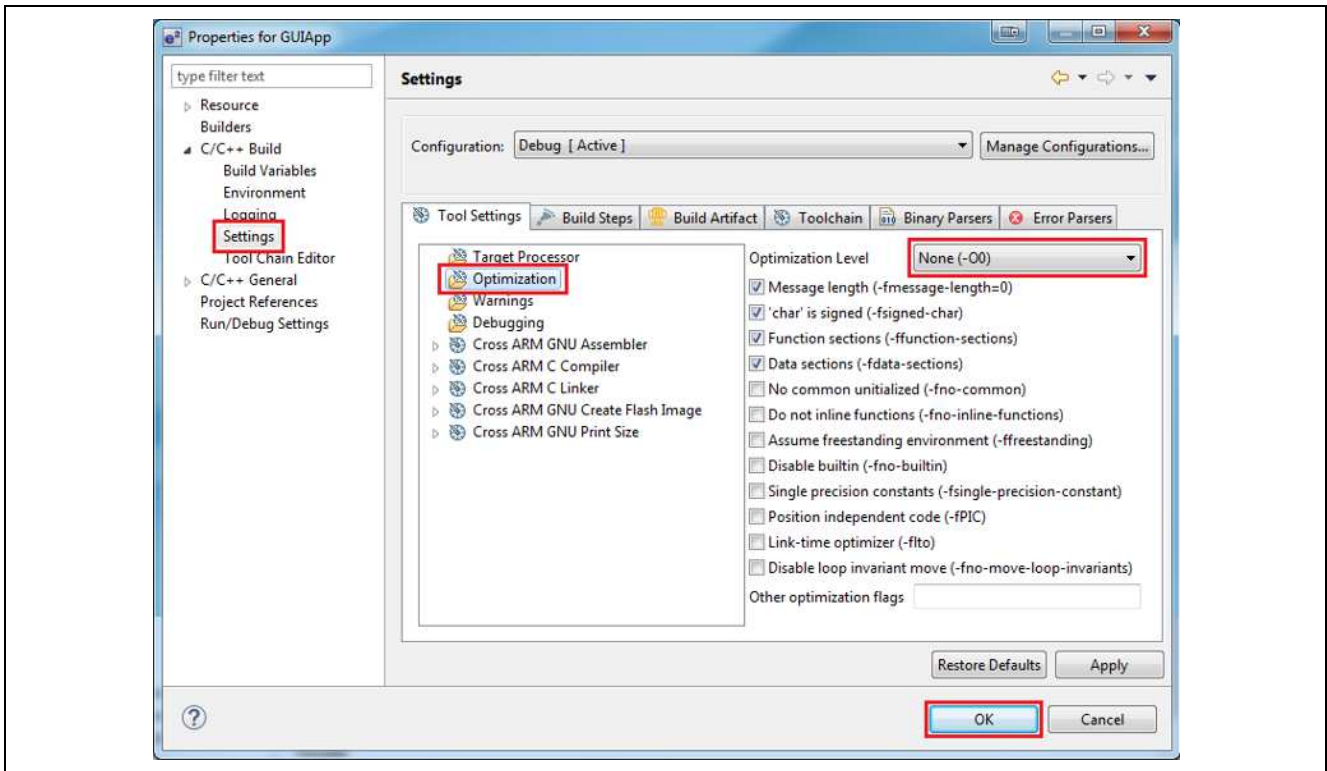 e² Properties for GUIApp
type filter text
Settings
Resource
Builders
C/C++ Build
Build Variables
Environment
Logging
Settings
Tool Chain Editor
C/C++ General
Project References
Run/Debug Settings
Configuration: Debug [ Active ] Manage Configurations...
Tool Settings Build Steps Build Artifact Toolchain Binary Parsers Error Parsers
Target Processor
Optimization
Warnings
Debugging
Cross ARM GNU Assembler
Cross ARM C Compiler
Cross ARM C Linker
Cross ARM GNU Create Flash Image
Cross ARM GNU Print Size
Optimization Level None (-O0)
Message length (-fmessage-length=0)
'char' is signed (-fsigned-char)
Function sections (-ffunction-sections)
Data sections (-fdata-sections)
No common unitialized (-fno-common)
Do not inline functions (-fno-inline-functions)
Assume freestanding environment (-ffreestanding)
Disable builtin (-fno-builtin)
Single precision constants (-fsingle-precision-constant)
Position independent code (-fPIC)
Link-time optimizer (-flto)
Disable loop invariant move (-fno-move-loop-invariants)
Other optimization flags
Restore Defaults Apply
? OK Cancel